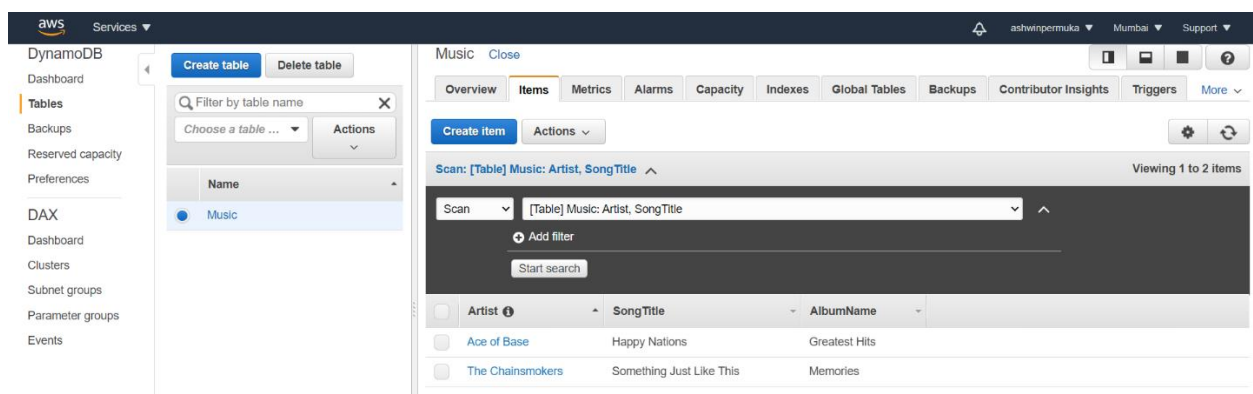 aws Services ▼ ashwinpermuka ▼ Mumbai ▼ Support ▼
DynamoDB
Dashboard
Tables
Backups
Reserved capacity
Preferences
DAX
Dashboard
Clusters
Subnet groups
Parameter groups
Events
Create table Delete table
Filter by table name
Choose a table ... Actions
Name
Music
Music Close
Overview Items Metrics Alarms Capacity Indexes Global Tables Backups Contributor Insights Triggers More
Create item Actions
Scan: [Table] Music: Artist, SongTitle Viewing 1 to 2 items
Scan [Table] Music: Artist, SongTitle
Add filter
Start search
Artist SongTitle AlbumName
Ace of Base Happy Nations Greatest Hits
The Chainsmokers Something Just Like This Memories